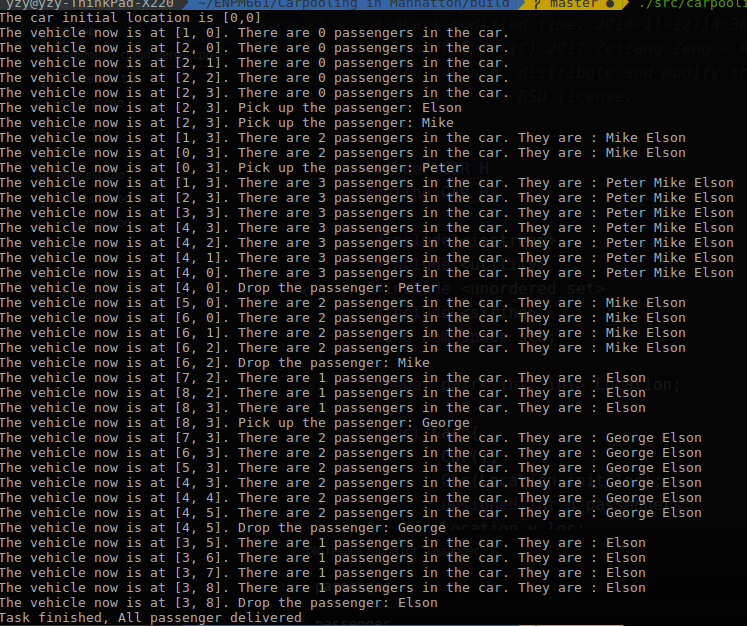 yzy@yzy-ThinkPad-X220 ~/ENPM661/Carpooling in Manhatton/build master ● ./src/carpooli
The car initial location is [0,0]
The vehicle now is at [1, 0]. There are 0 passengers in the car.
The vehicle now is at [2, 0]. There are 0 passengers in the car.
The vehicle now is at [2, 1]. There are 0 passengers in the car.
The vehicle now is at [2, 2]. There are 0 passengers in the car.
The vehicle now is at [2, 3]. There are 0 passengers in the car.
The vehicle now is at [2, 3]. Pick up the passenger: Elson
The vehicle now is at [2, 3]. Pick up the passenger: Mike
The vehicle now is at [1, 3]. There are 2 passengers in the car. They are : Mike Elson
The vehicle now is at [0, 3]. There are 2 passengers in the car. They are : Mike Elson
The vehicle now is at [0, 3]. Pick up the passenger: Peter
The vehicle now is at [1, 3]. There are 3 passengers in the car. They are : Peter Mike Elson
The vehicle now is at [2, 3]. There are 3 passengers in the car. They are : Peter Mike Elson
The vehicle now is at [3, 3]. There are 3 passengers in the car. They are : Peter Mike Elson
The vehicle now is at [4, 3]. There are 3 passengers in the car. They are : Peter Mike Elson
The vehicle now is at [4, 2]. There are 3 passengers in the car. They are : Peter Mike Elson
The vehicle now is at [4, 1]. There are 3 passengers in the car. They are : Peter Mike Elson
The vehicle now is at [4, 0]. There are 3 passengers in the car. They are : Peter Mike Elson
The vehicle now is at [4, 0]. Drop the passenger: Peter
The vehicle now is at [5, 0]. There are 2 passengers in the car. They are : Mike Elson
The vehicle now is at [6, 0]. There are 2 passengers in the car. They are : Mike Elson
The vehicle now is at [6, 1]. There are 2 passengers in the car. They are : Mike Elson
The vehicle now is at [6, 2]. There are 2 passengers in the car. They are : Mike Elson
The vehicle now is at [6, 2]. Drop the passenger: Mike
The vehicle now is at [7, 2]. There are 1 passengers in the car. They are : Elson
The vehicle now is at [8, 2]. There are 1 passengers in the car. They are : Elson
The vehicle now is at [8, 3]. There are 1 passengers in the car. They are : Elson
The vehicle now is at [8, 3]. Pick up the passenger: George
The vehicle now is at [7, 3]. There are 2 passengers in the car. They are : George Elson
The vehicle now is at [6, 3]. There are 2 passengers in the car. They are : George Elson
The vehicle now is at [5, 3]. There are 2 passengers in the car. They are : George Elson
The vehicle now is at [4, 3]. There are 2 passengers in the car. They are : George Elson
The vehicle now is at [4, 4]. There are 2 passengers in the car. They are : George Elson
The vehicle now is at [4, 5]. There are 2 passengers in the car. They are : George Elson
The vehicle now is at [4, 5]. Drop the passenger: George
The vehicle now is at [3, 5]. There are 1 passengers in the car. They are : Elson
The vehicle now is at [3, 6]. There are 1 passengers in the car. They are : Elson
The vehicle now is at [3, 7]. There are 1 passengers in the car. They are : Elson
The vehicle now is at [3, 8]. There are 1 passengers in the car. They are : Elson
The vehicle now is at [3, 8]. Drop the passenger: Elson
Task finished, All passenger delivered